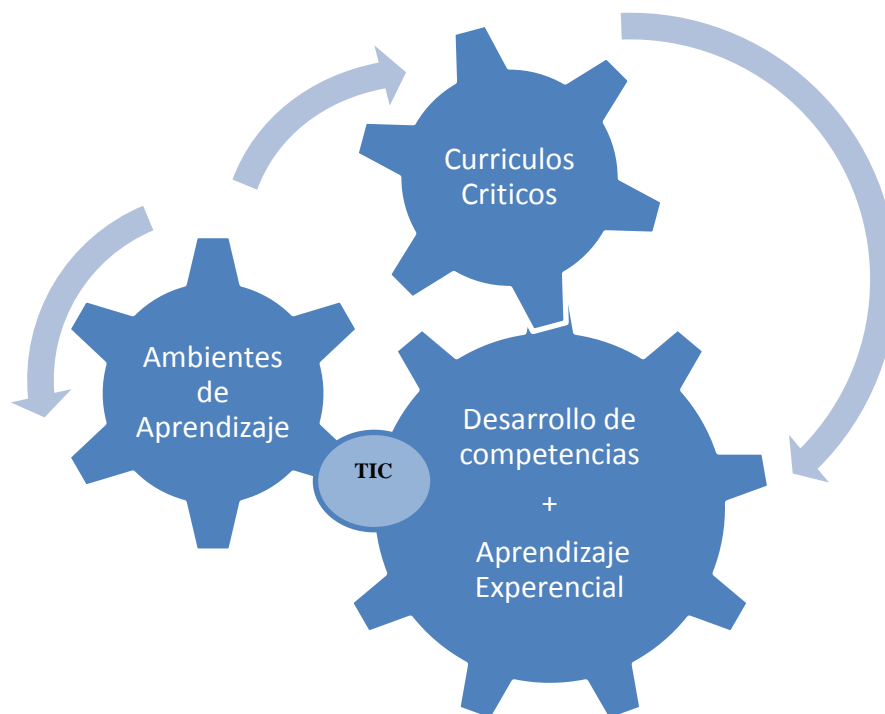 Curriculos
Criticos
Ambientes
de
Aprendizaje
TIC
Desarrollo de
competencias
+
Aprendizaje
Experencial